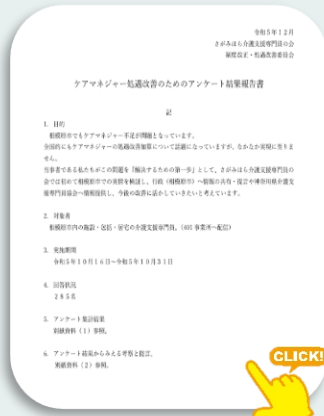 令和5年12月
さがみはら介護支援専門員の会
制度改正・処遇改善委員会
ケアマネジャー処遇改善のためのアンケート結果報告書
記
1. 目的
相模原市でもケアマネジャー不足が問題となっています。
全国的にもケアマネジャーの処遇改善加算について話題になっていますが、なかなか実現に至りま
せん。
当事者である私たちがこの問題を『解決するための第一歩』として、さがみはら介護支援専門員の
会では初めて相模原市での実態を検証し、行政（相模原市）へ情報の共有・提言や神奈川県介護支
援専門員協会へ情報提供し、今後の改善に活かしていきたいと考えています。
2. 対象者
相模原市内の施設・包括・居宅の介護支援専門員。(401 事業所へ配信)
3. 実施期間
令和5年10月16日~令和5年10月31日
4. 回答状況
285名
5. アンケート集計結果
別紙資料（1）参照。
6. アンケート結果からみえる考察と提言。
別紙資料（2）参照。
CLICK!